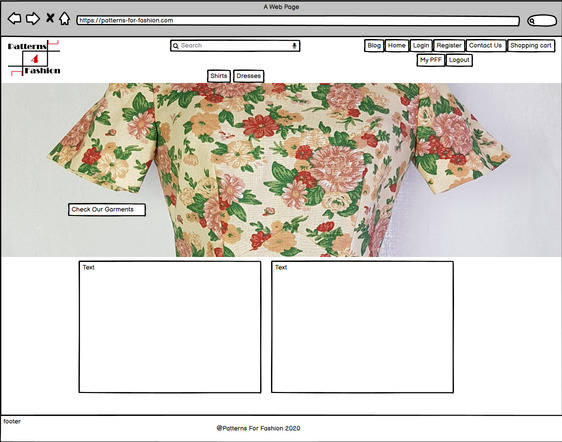 A Web Page
https://patterns-for-fashion.com
Patterns
4
Fashion
Search
Blog Home Login Register Contact Us Shopping cart
My PFF Logout
Shirts Dresses
Check Our Garments
Text Text
footer
@Patterns For Fashion 2020